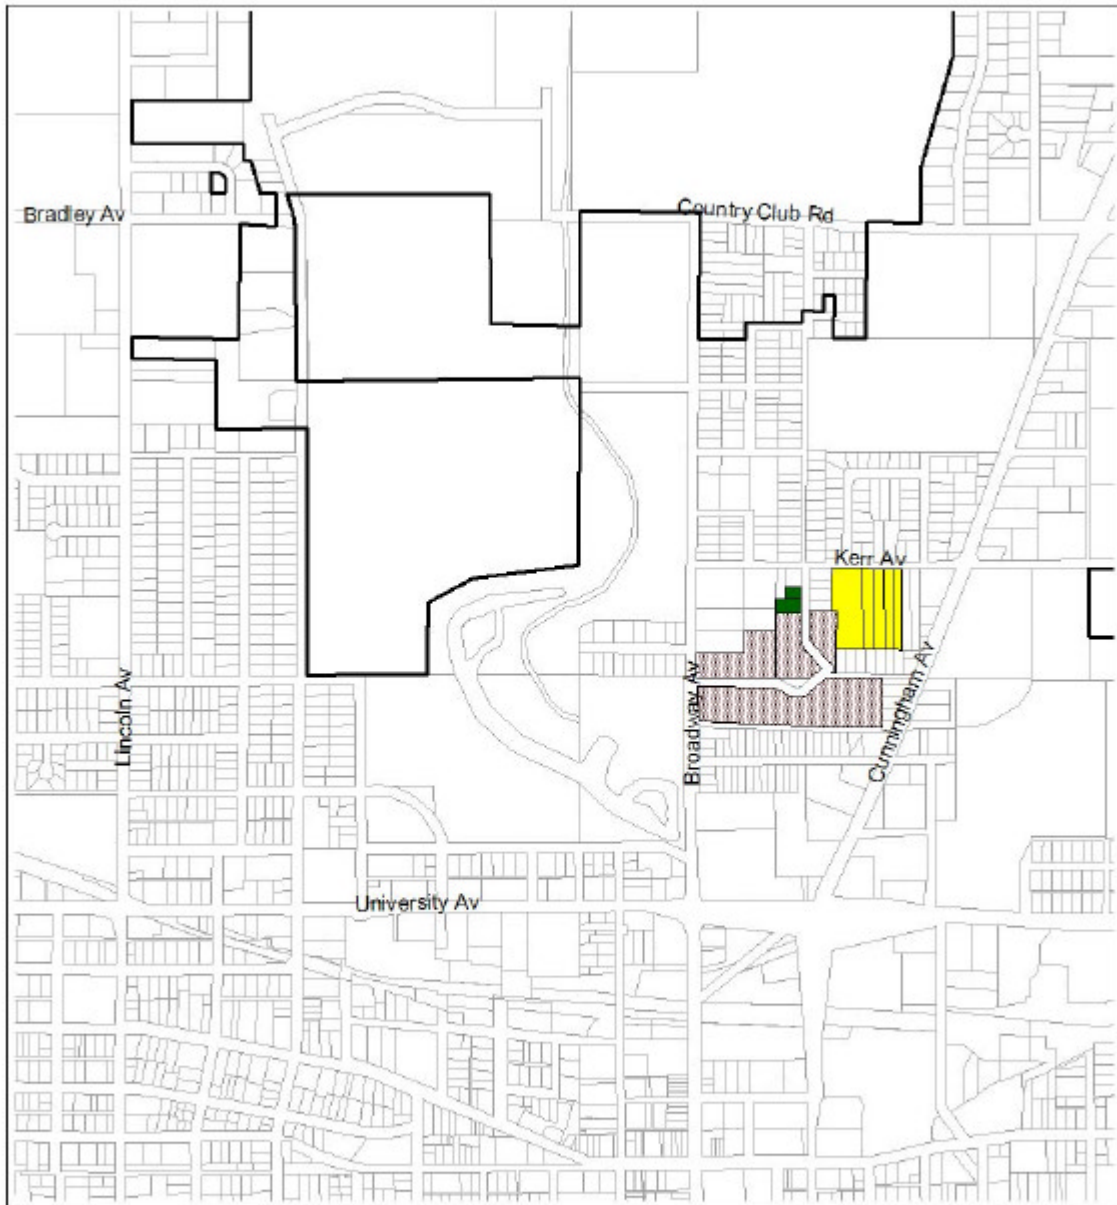 Bradley Av
Country Club Rd
Kerr Av
Lincoln Av
Broadway Av
Cunningham Av
University Av